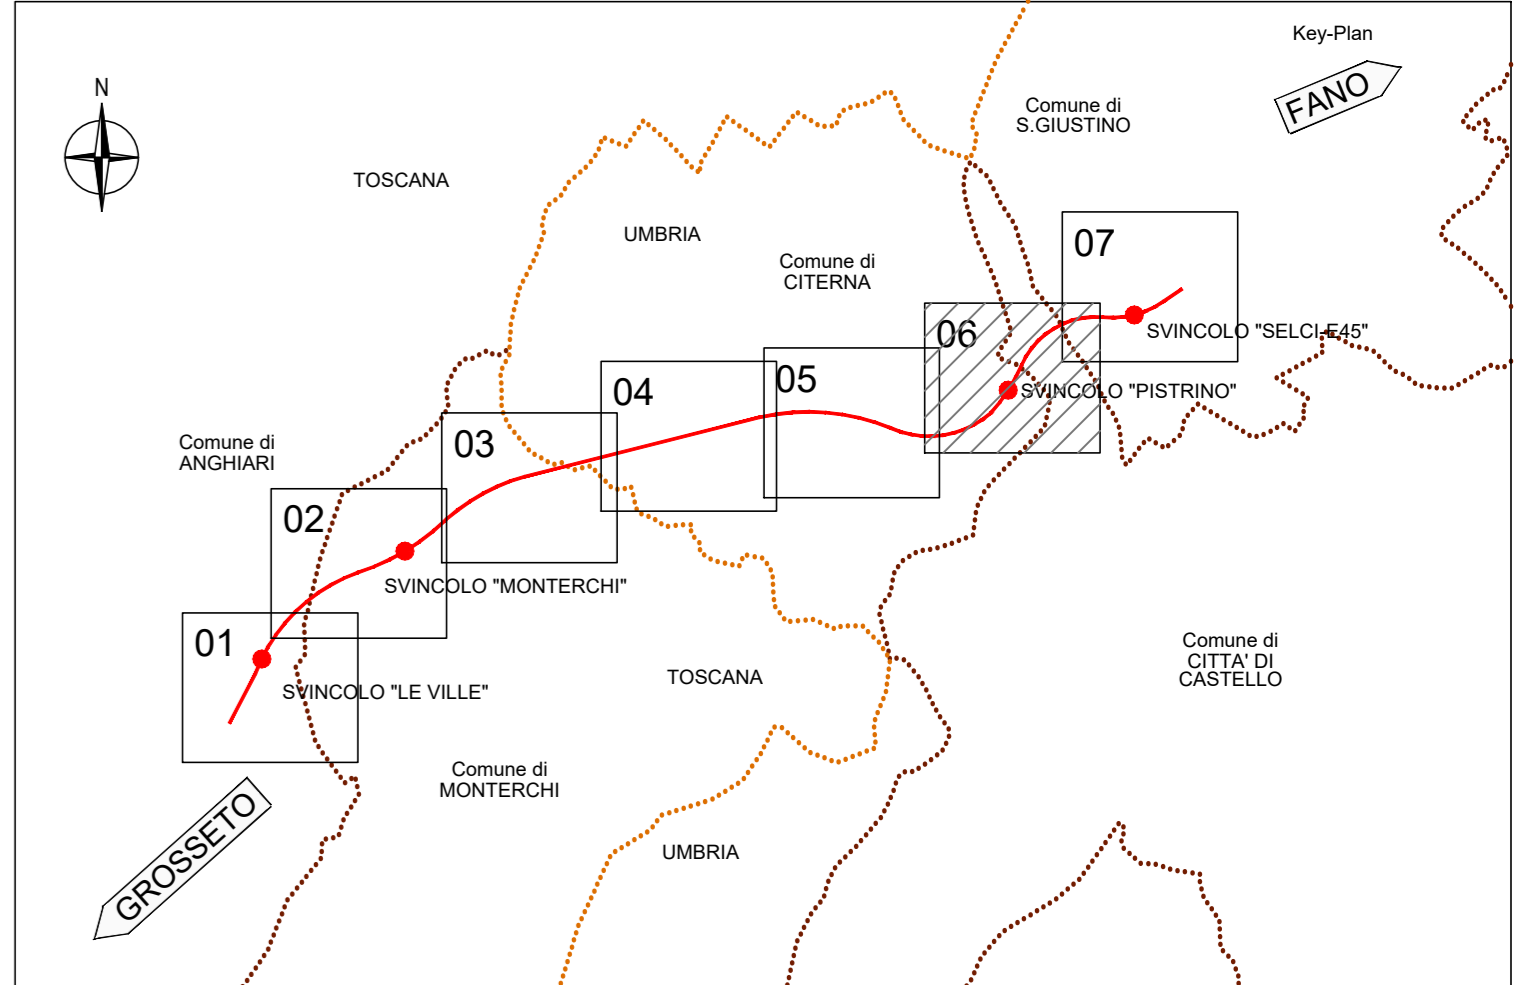 Key-Plan
N
FANO
Comune di
S.GIUSTINO
TOSCANA
UMBRIA
07
Comune di
CITERNA
06
SVINCOLO "SELCI-E45"
05
04
SVINCOLO "PISTRINO"
03
Comune di
ANGHIARI
02
SVINCOLO "MONTERCHI"
01
SVINCOLO "LE VILLE"
TOSCANA
Comune di
CITTA' DI
CASTELLO
Comune di
MONTERCHI
GROSSETO
UMBRIA